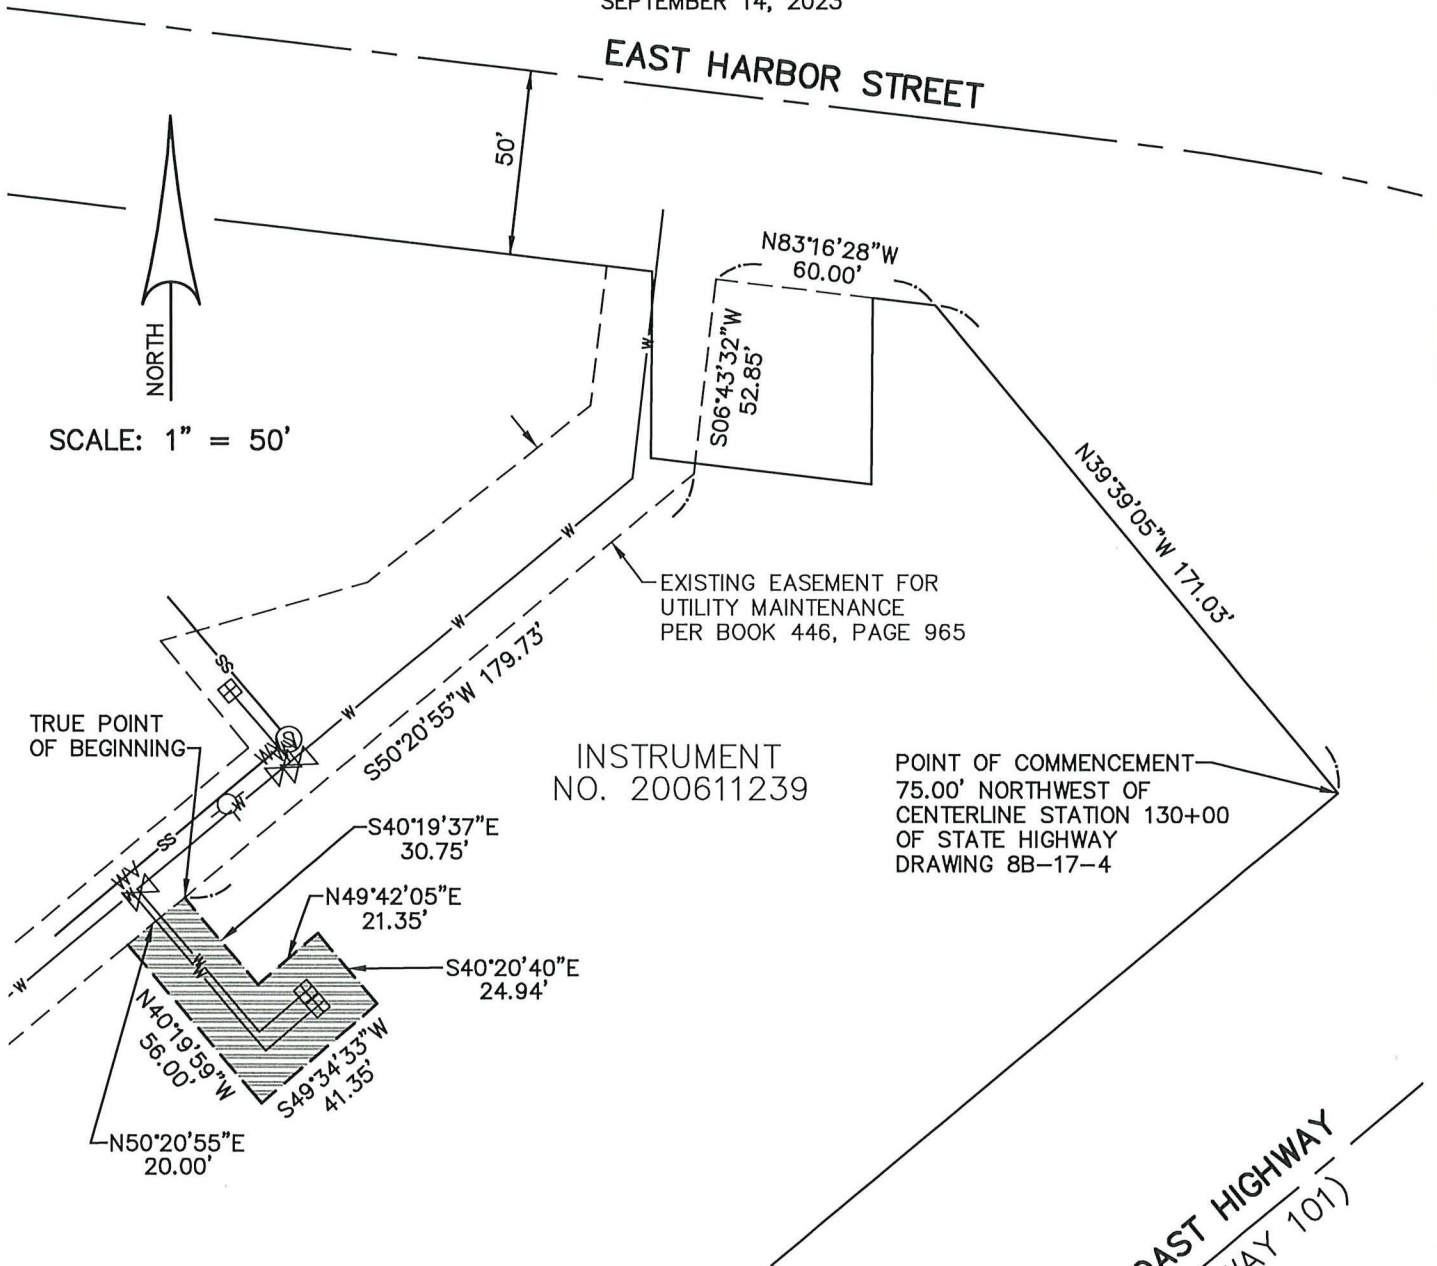 SEPTEMBER 14, 2023
EAST HARBOR STREET
50'
N83°16'28"W
60.00'
NORTH
S06°43'32"W
52.85'
SCALE: 1" = 50'
W
N39°39'05"W 171.03'
W
EXISTING EASEMENT FOR
UTILITY MAINTENANCE
PER BOOK 446, PAGE 965
W
S50°20'55"W 179.73'
SS
W
TRUE POINT
OF BEGINNING
S
INSTRUMENT
NO. 200611239
POINT OF COMMENCEMENT
75.00' NORTHWEST OF
CENTERLINE STATION 130+00
OF STATE HIGHWAY
DRAWING 8B-17-4
W
SS
S40°19'37"E
30.75'
N49°42'05"E
21.35'
S40°20'40"E
24.94'
W
W
W
N40°19'59"W
56.00'
S49°34'33"W
41.35'
N50°20'55"E
20.00'
OAST HIGHWAY
WAY 101)